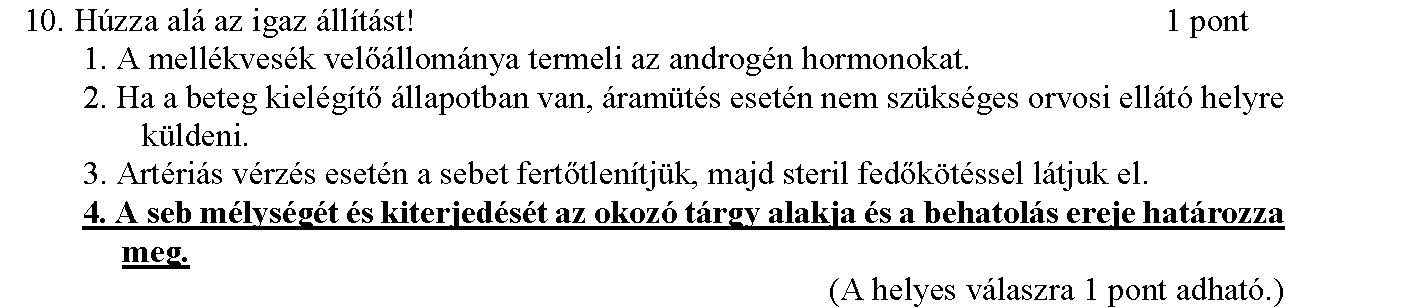 10. Húzza alá az igaz állítást! 1 pont
1. A mellékvesék velőállománya termeli az androgén hormonokat.
2. Ha a beteg kielégítő állapotban van, áramütés esetén nem szükséges orvosi ellátó helyre
küldeni.
3. Artériás vérzés esetén a sebet fertőtlenítjük, majd steril fedőkötéssel látjuk el.
4. A seb mélységét és kiterjedését az okozó tárgy alakja és a behatolás ereje határozza
meg.
(A helyes válaszra 1 pont adható.)